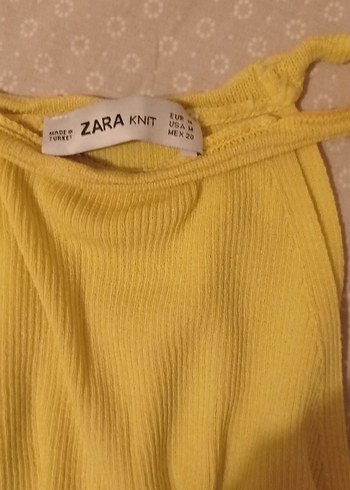 MADE IN
TURKEY
ZARA KNIT
EUR M
USA M
MEX 28